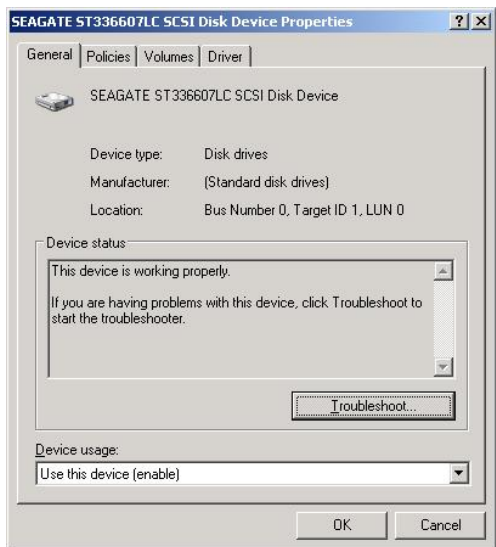 SEAGATE ST336607LC SCSI Disk Device Properties
General Policies Volumes Driver
SEAGATE ST336607LC SCSI Disk Device
Device type: Disk drives
Manufacturer: (Standard disk drives)
Location: Bus Number 0, Target ID 1, LUN 0
Device status
This device is working properly.
If you are having problems with this device, click Troubleshoot to
start the troubleshooter.
Troubleshoot...
Device usage:
Use this device (enable)
OK Cancel